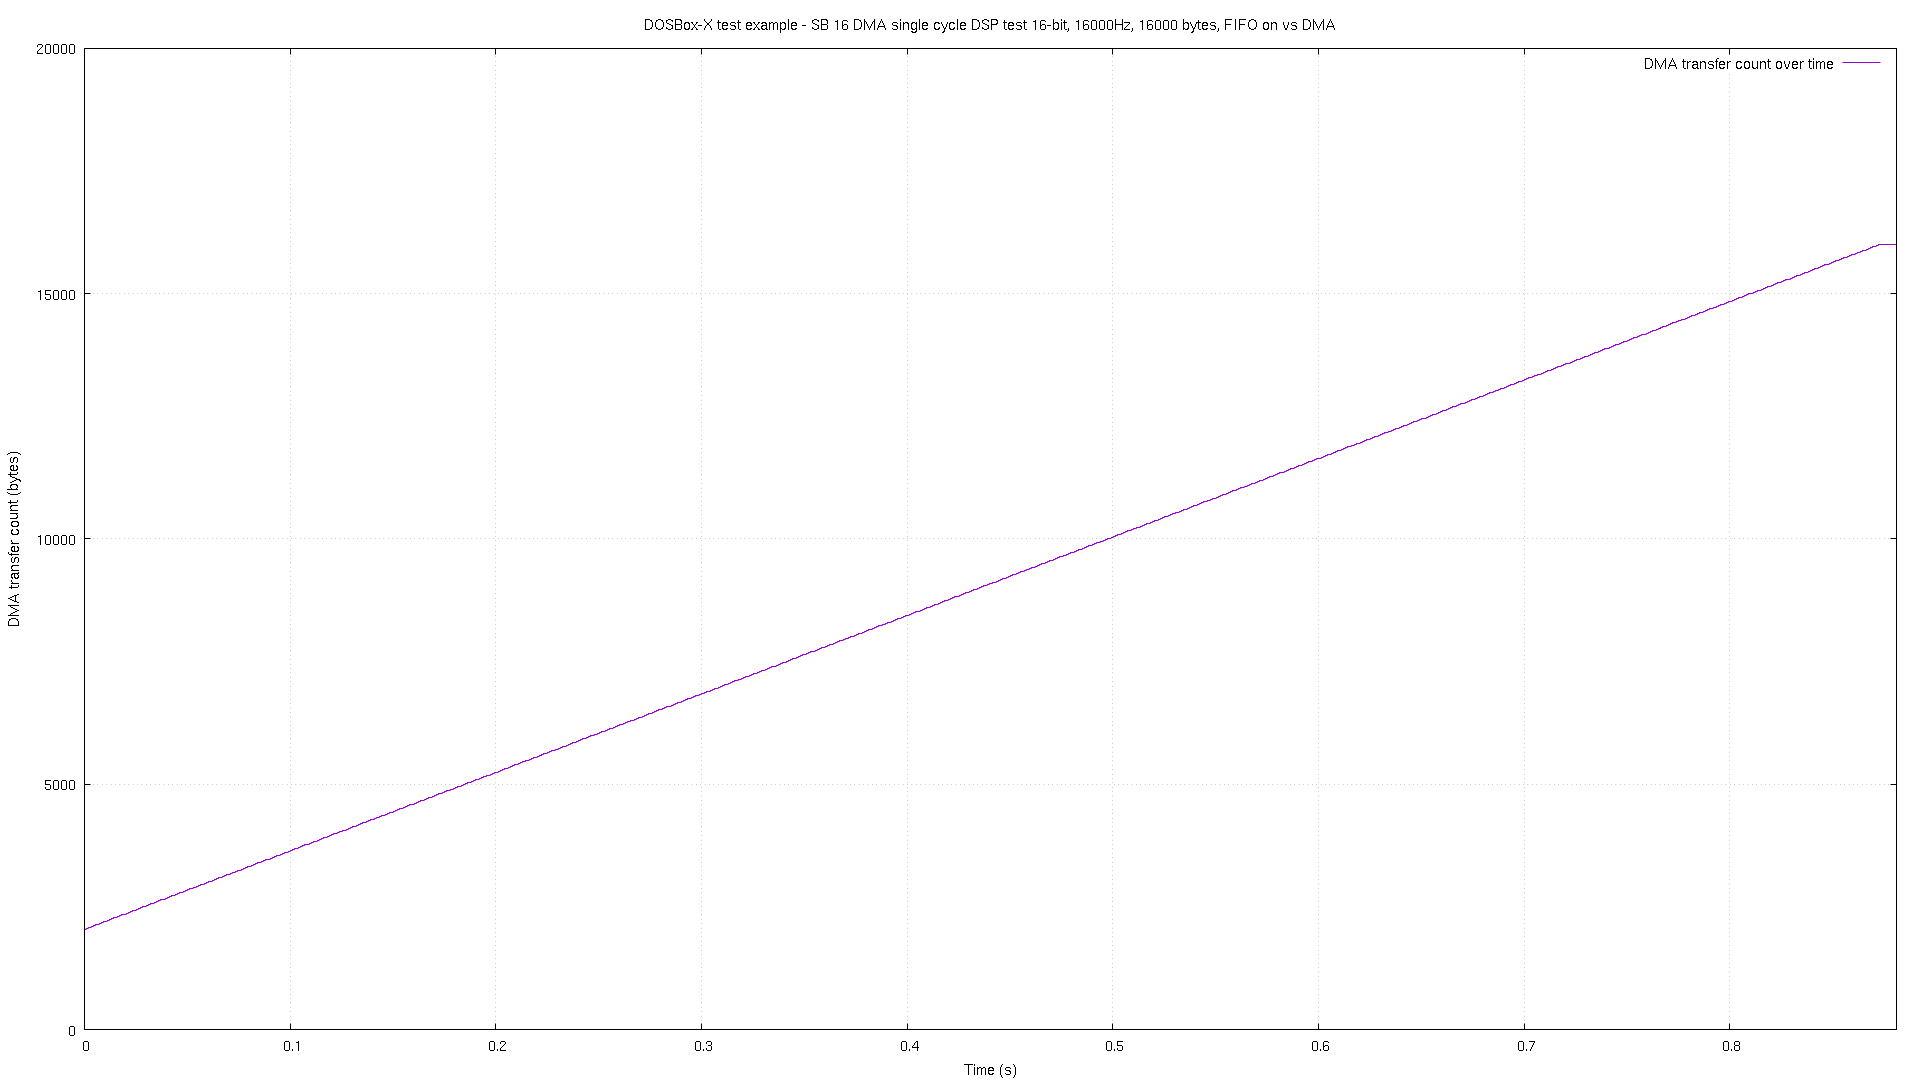 DOSBox-X test example - SB 16 DMA single cycle DSP test 16-bit, 16000Hz, 16000 bytes, FIFO on vs DMA
DMA transfer count over time
20000
15000
10000
5000
0
DMA transfer count (bytes)
0 0.1 0.2 0.3 0.4 0.5 0.6 0.7 0.8
Time (s)